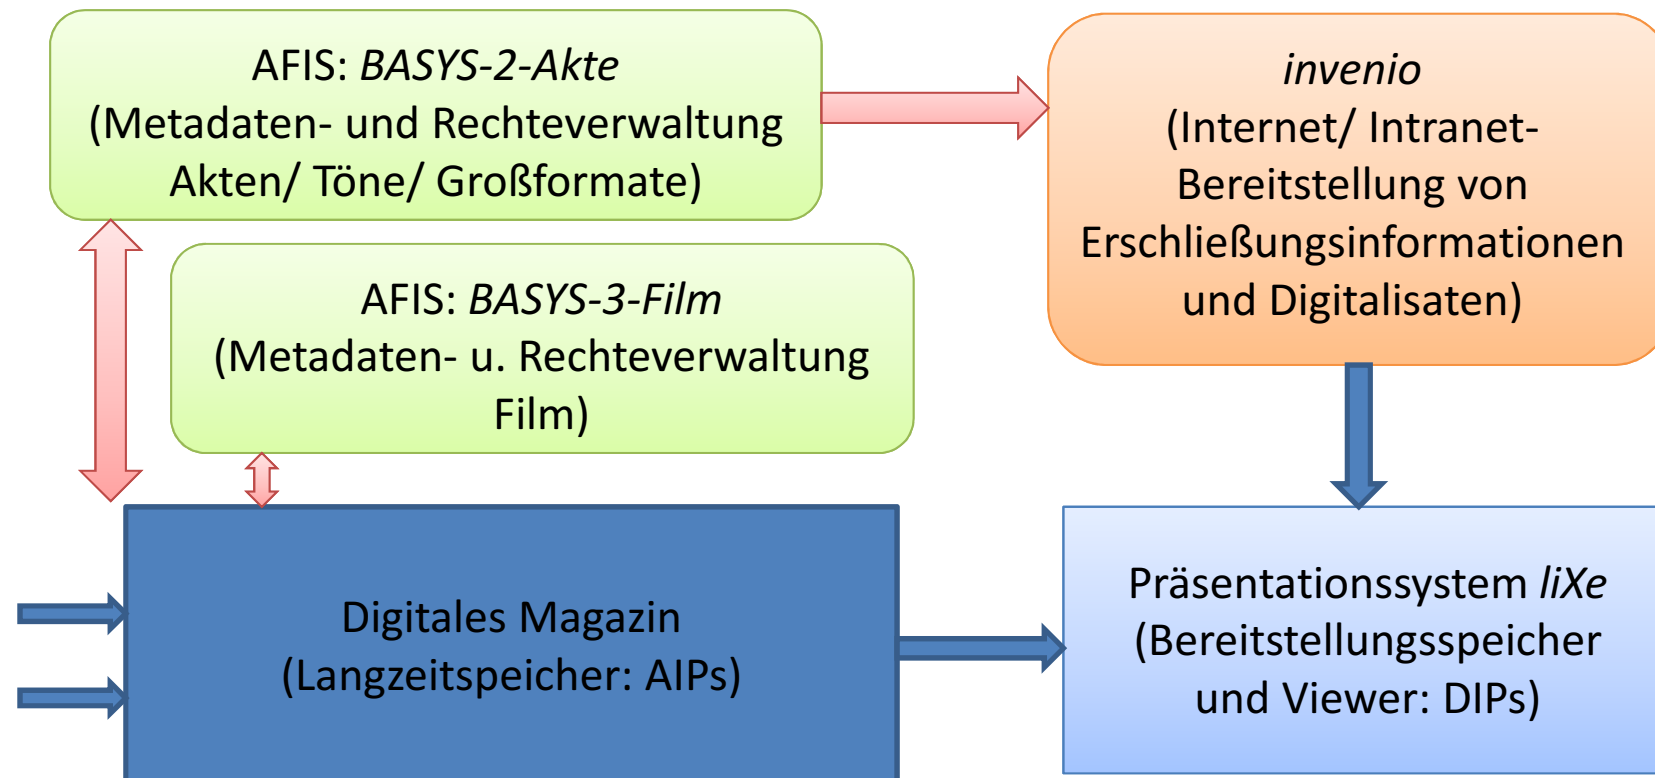 AFIS: BASYS-2-Akte
(Metadaten- und Rechteverwaltung
Akten/ Töne/ Großformate)
AFIS: BASYS-3-Film
(Metadaten- u. Rechteverwaltung
Film)
invenio
(Internet/ Intranet-
Bereitstellung von
Erschließungsinformationen
und Digitalisaten)
Digitales Magazin
(Langzeitspeicher: AIPs)
Präsentationssystem liXe
(Bereitstellungsspeicher
und Viewer: DIPs)